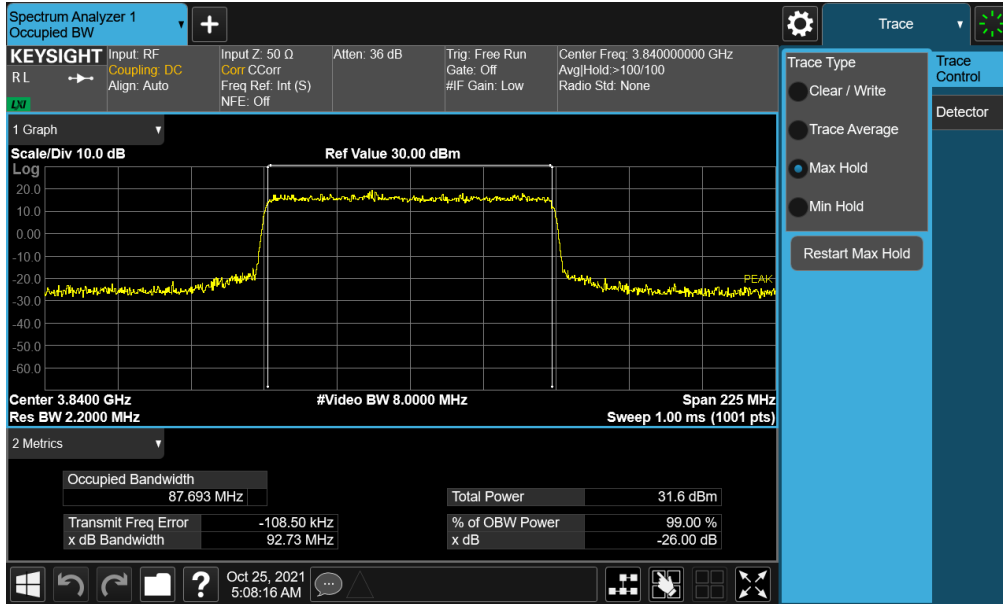 Spectrum Analyzer 1
Occupied BW
+
Trace
KEYSIGHT
RL
LXI
Input: RF
Coupling: DC
Align: Auto
Input Z: 50 Ω
Corr CCorr
Freq Ref: Int (S)
NFE: Off
Atten: 36 dB
Trig: Free Run
Gate: Off
#IF Gain: Low
Center Freq: 3.840000000 GHz
Avg|Hold:>100/100
Radio Std: None
Trace Type
Clear / Write
Trace Average
Max Hold
Min Hold
Restart Max Hold
Trace
Control
Detector
1 Graph
Scale/Div 10.0 dB
Ref Value 30.00 dBm
Log
20.0
10.0
0.00
-10.0
-20.0
-30.0
-40.0
-50.0
-60.0
PEAK
Center 3.8400 GHz
#Video BW 8.0000 MHz
Span 225 MHz
Res BW 2.2000 MHz
Sweep 1.00 ms (1001 pts)
2 Metrics
Occupied Bandwidth
87.693 MHz
Total Power 31.6 dBm
Transmit Freq Error -108.50 kHz
% of OBW Power 99.00 %
x dB Bandwidth 92.73 MHz
x dB -26.00 dB
?
Oct 25, 2021
5:08:16 AM